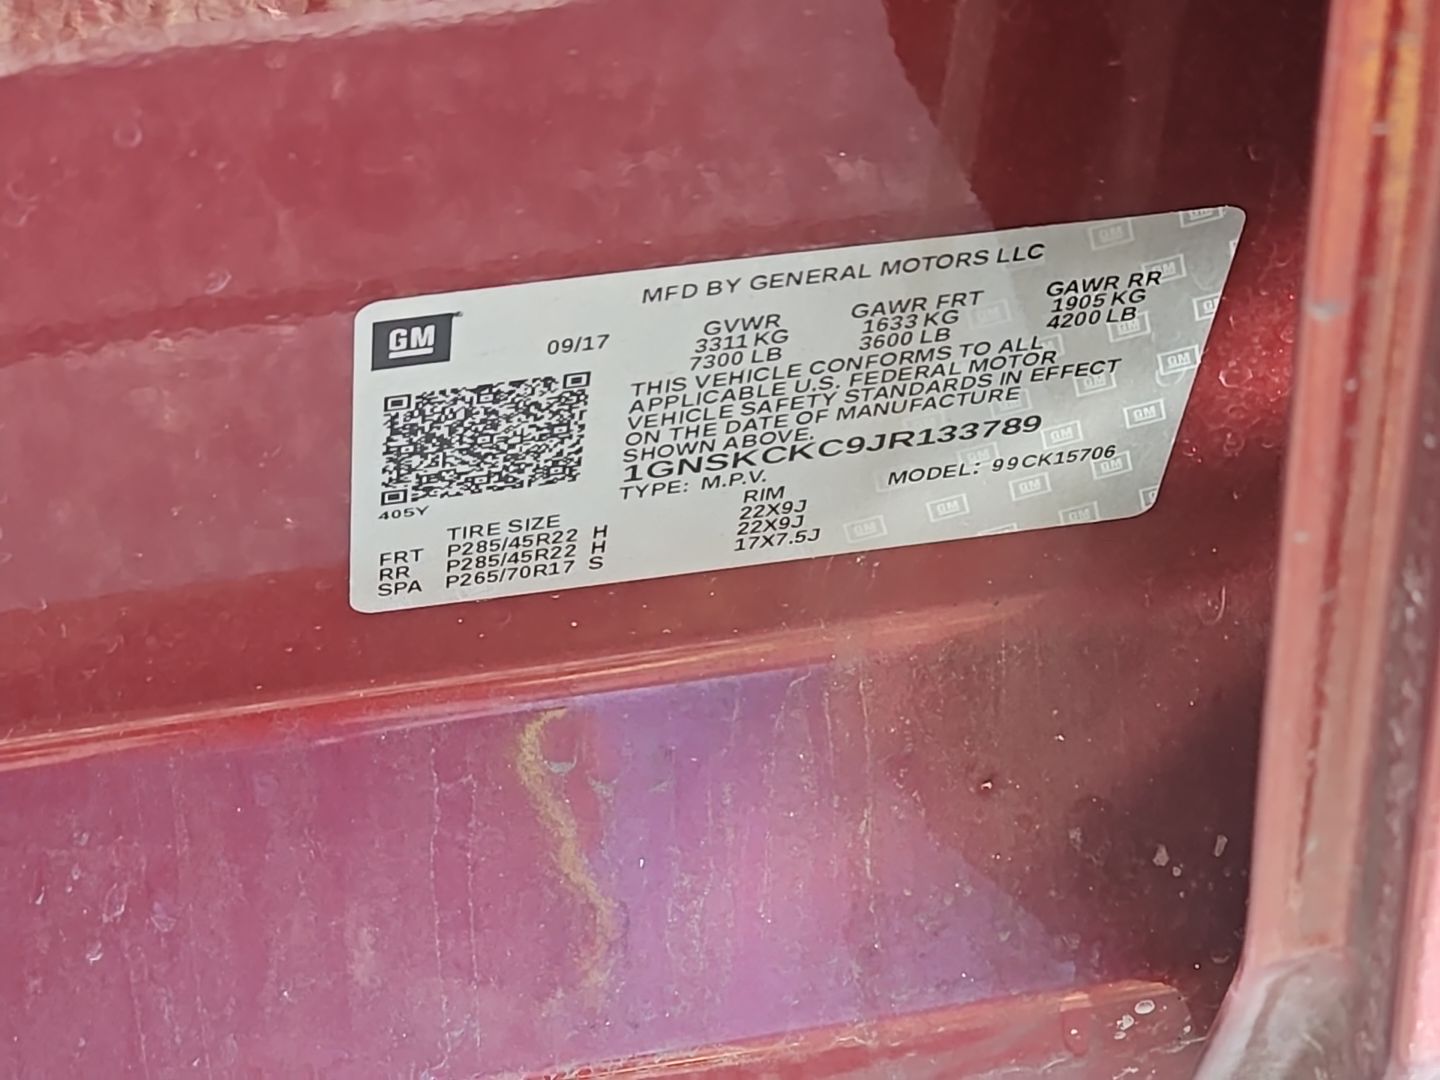 MFD BY GENERAL MOTORS LLC
GM
09/17
GVWR
3311 KG
7300 LB
GAWR FRT
1633 KG
3600 LB
GAWR RR
1905 KG
4200 LB
THIS VEHICLE CONFORMS TO ALL
APPLICABLE U.S. FEDERAL MOTOR
VEHICLE SAFETY STANDARDS IN EFFECT
ON THE DATE OF MANUFACTURE
SHOWN ABOVE.
1GNSKCKC9JR133789
TYPE: M.P.V.
MODEL: 99CK15706
405Y
TIRE SIZE RIM
FRT P285/45R22 H 22X9J
RR P285/45R22 H 22X9J
SPA P265/70R17 S 17X7.5J